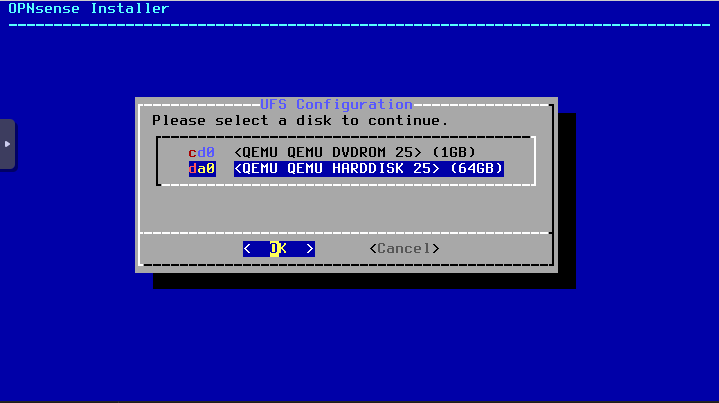 OPNsense Installer
UFS Configuration
Please select a disk to continue.
cd0 <QEMU QEMU DVDROM 25> (1GB)
da0 <QEMU QEMU HARDDISK 25> (64GB)
< OK > <Cancel>